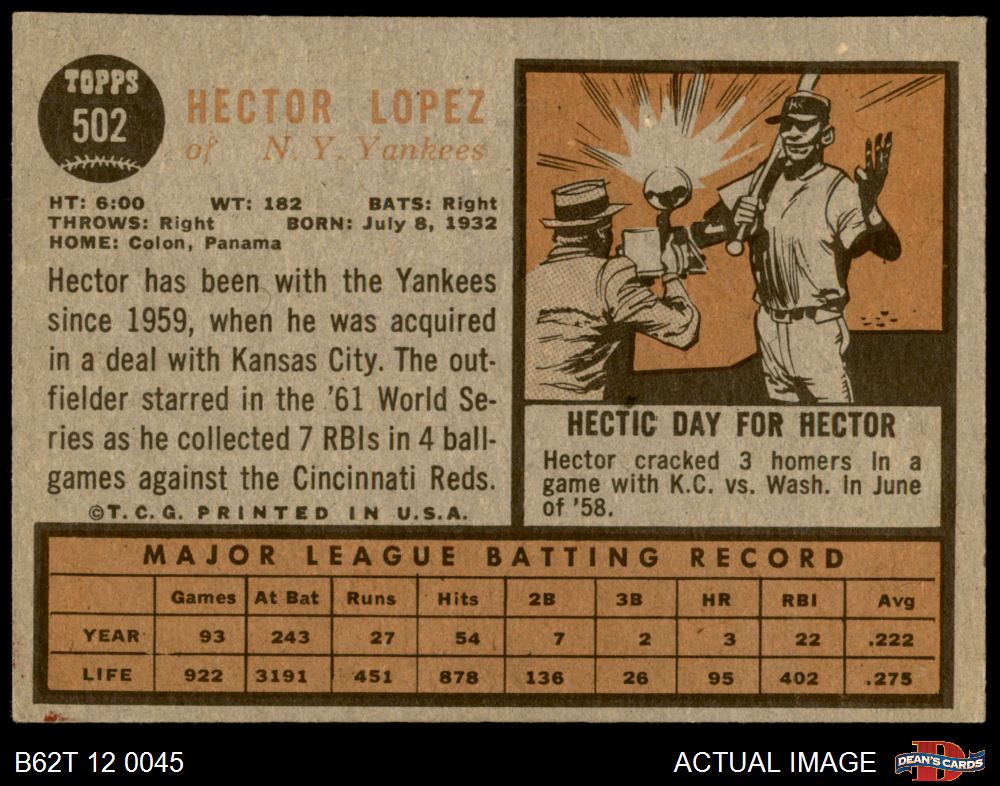 TOPPS
502
HECTOR LOPEZ
of N. Y. Yankees
HT: 6:00 WT: 182 BATS: Right
THROWS: Right BORN: July 8, 1932
HOME: Colon, Panama
Hector has been with the Yankees
since 1959, when he was acquired
in a deal with Kansas City. The out-
fielder starred in the '61 World Se-
ries as he collected 7 RBIs in 4 ball-
games against the Cincinnati Reds.
©T. C. G. PRINTED IN U.S.A.
HECTIC DAY FOR HECTOR
Hector cracked 3 homers in a
game with K.C. vs. Wash. in June
of '58.
MAJOR LEAGUE BATTING RECORD
Games At Bat Runs Hits 2B 3B HR RBI Avg
YEAR 93 243 27 54 7 2 3 22 .222
LIFE 922 3191 451 878 136 26 95 402 .275
B62T 12 0045
ACTUAL IMAGE
DEAN'S CARDS